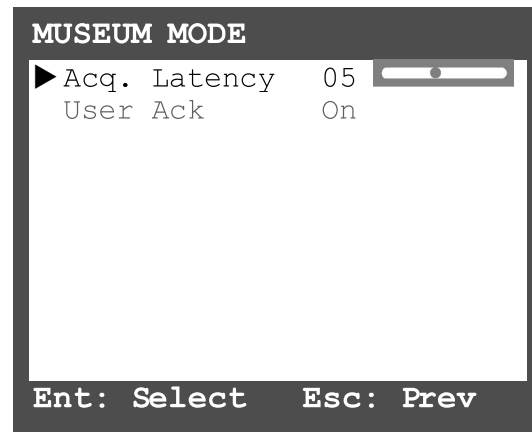 MUSEUM MODE
Acq. Latency 05
User Ack On
Ent: Select Esc: Prev